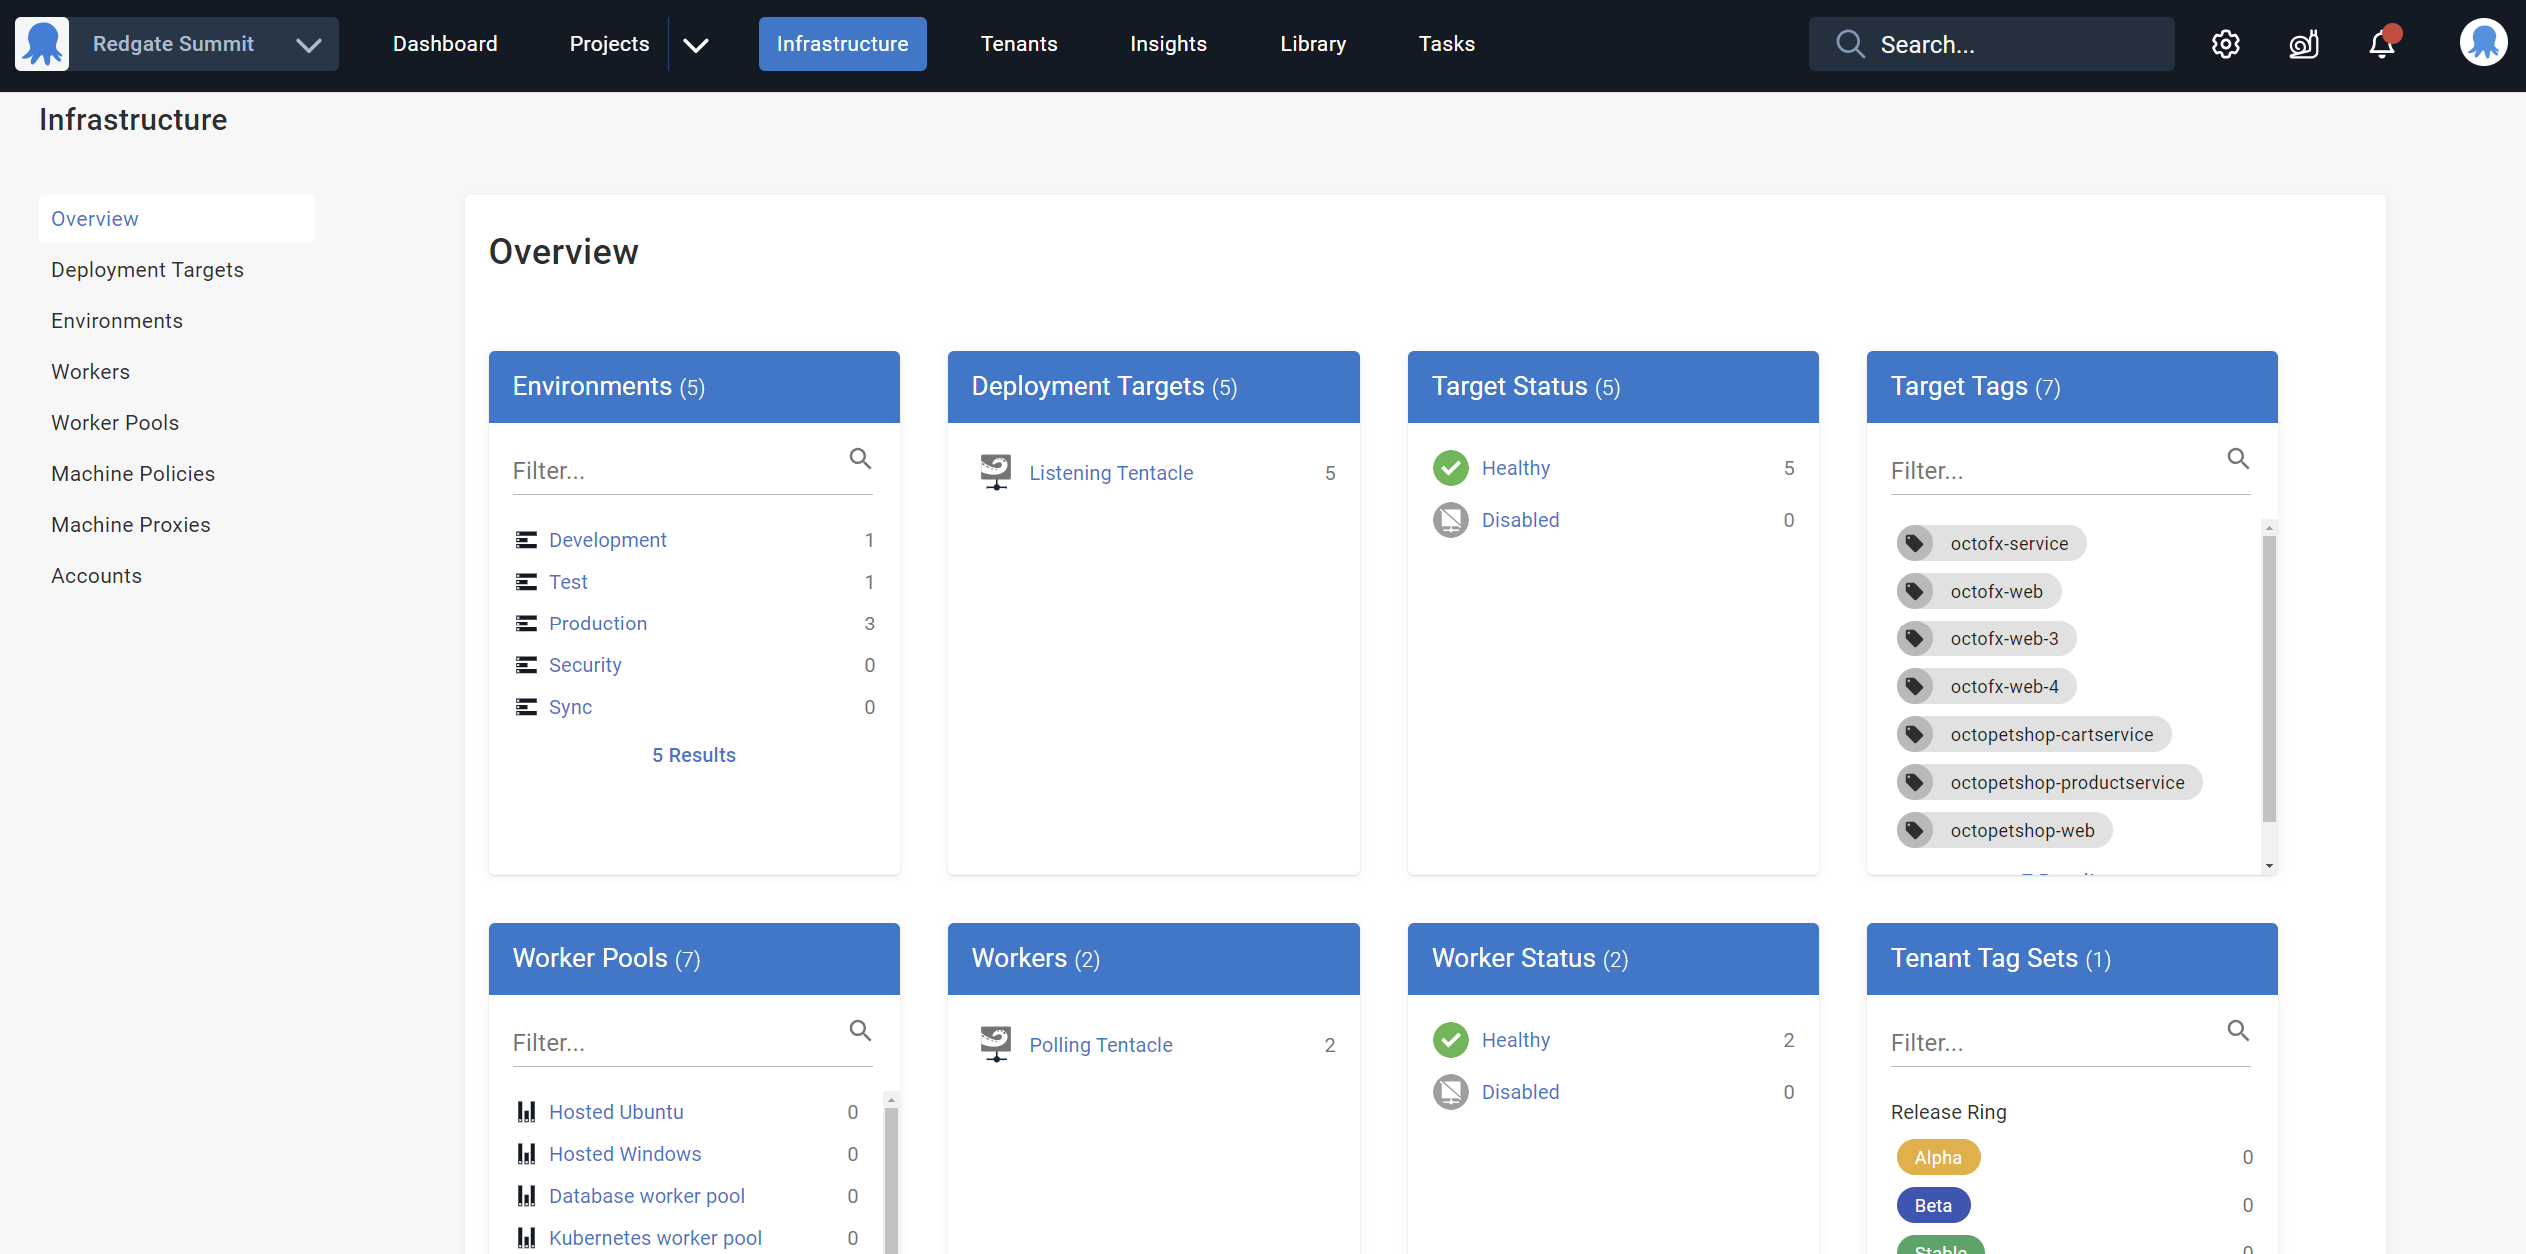 Redgate Summit
Dashboard
Projects
Infrastructure
Tenants
Insights
Library
Tasks
Search...
Infrastructure
Overview
Deployment Targets
Environments
Workers
Worker Pools
Machine Policies
Machine Proxies
Accounts
Overview
Environments (5)
Filter...
Development 1
Test 1
Production 3
Security 0
Sync 0
5 Results
Deployment Targets (5)
Listening Tentacle 5
Target Status (5)
Healthy 5
Disabled 0
Target Tags (7)
Filter...
octofx-service
octofx-web
octofx-web-3
octofx-web-4
octopetshop-cartservice
octopetshop-productservice
octopetshop-web
Worker Pools (7)
Filter...
Hosted Ubuntu 0
Hosted Windows 0
Database worker pool 0
Kubernetes worker pool 0
Workers (2)
Polling Tentacle 2
Worker Status (2)
Healthy 2
Disabled 0
Tenant Tag Sets (1)
Filter...
Release Ring
Alpha 0
Beta 0
Stable 0